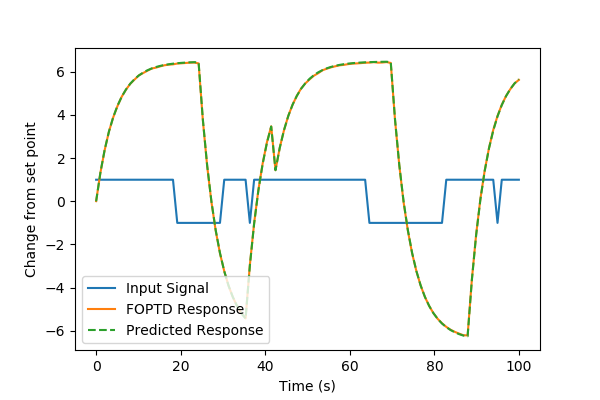 Change from set point
6
4
2
0
−2
−4
−6
Input Signal
FOPTD Response
Predicted Response
0
20
40
60
80
100
Time (s)